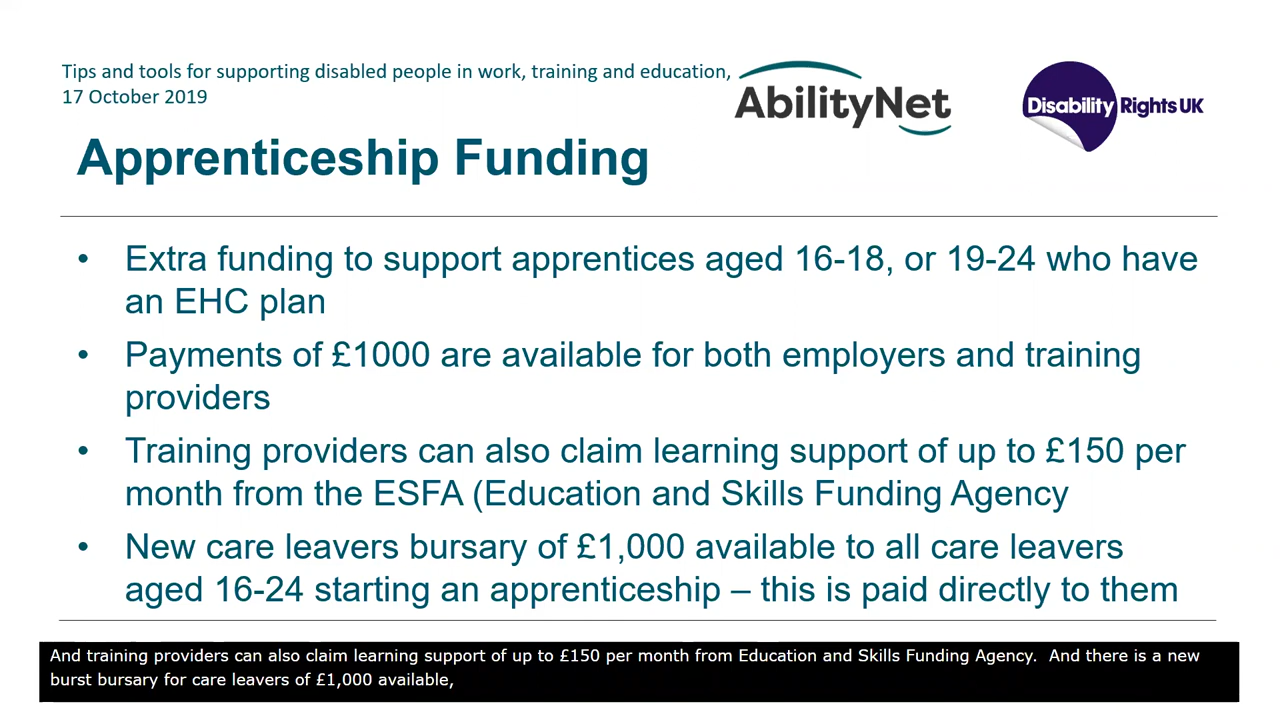 Tips and tools for supporting disabled people in work, training and education,
17 October 2019
AbilityNet
Disability Rights UK
Apprenticeship Funding
• Extra funding to support apprentices aged 16-18, or 19-24 who have
an EHC plan
• Payments of £1000 are available for both employers and training
providers
• Training providers can also claim learning support of up to £150 per
month from the ESFA (Education and Skills Funding Agency
• New care leavers bursary of £1,000 available to all care leavers
aged 16-24 starting an apprenticeship – this is paid directly to them
And training providers can also claim learning support of up to £150 per month from Education and Skills Funding Agency.  And there is a new
burst bursary for care leavers of £1,000 available,